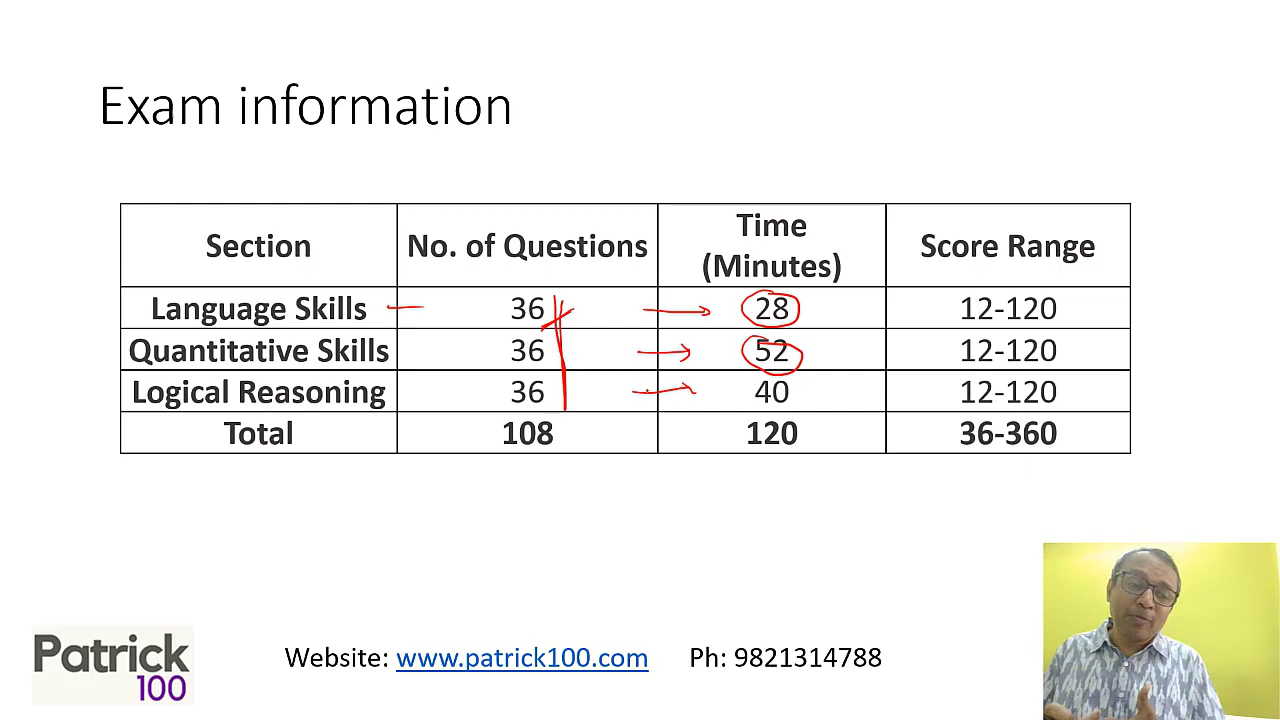 Exam information
Section No. of Questions Time (Minutes) Score Range
Language Skills 36 28 12-120
Quantitative Skills 36 52 12-120
Logical Reasoning 36 40 12-120
Total 108 120 36-360
Patrick
100
Website: www.patrick100.com Ph: 9821314788